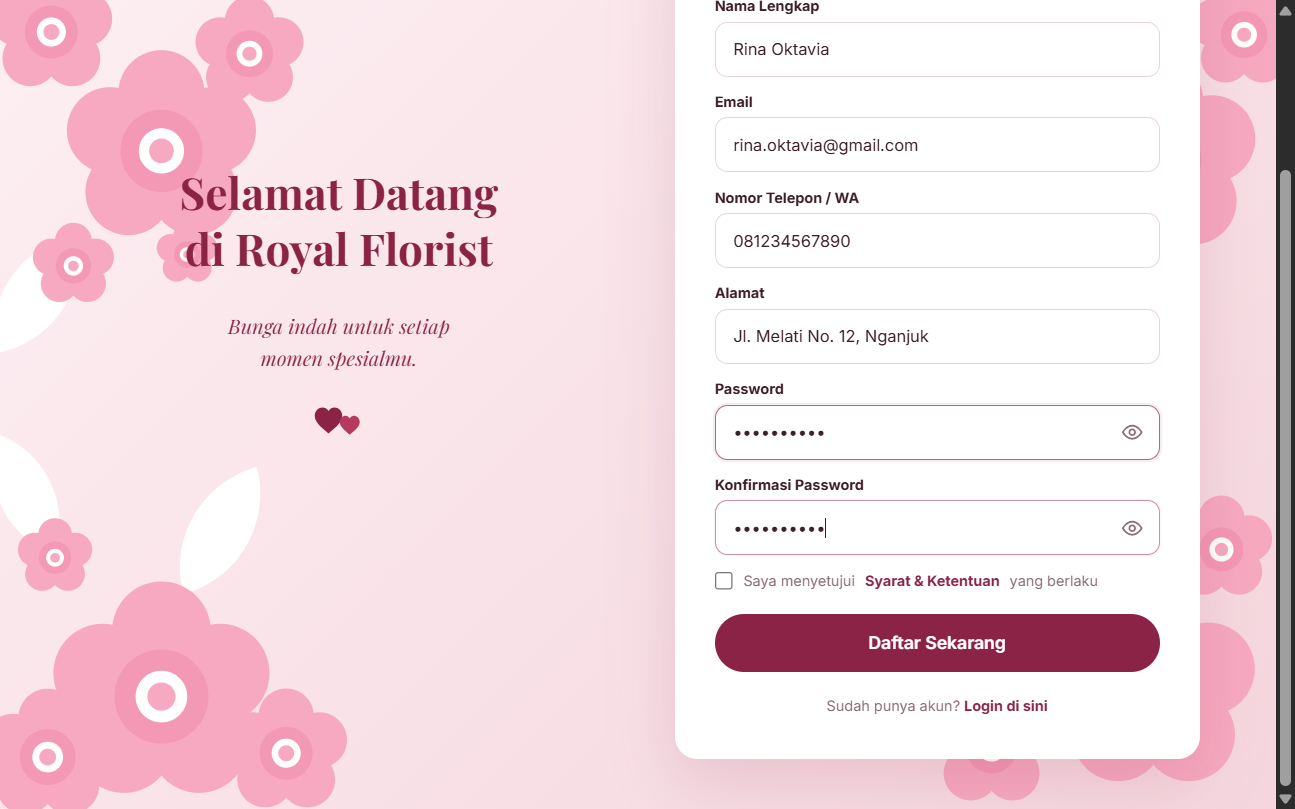 Selamat Datang
di Royal Florist
Bunga indah untuk setiap
momen spesialmu.
Nama Lengkap
Rina Oktavia
Email
rina.oktavia@gmail.com
Nomor Telepon / WA
081234567890
Alamat
Jl. Melati No. 12, Nganjuk
Password
••••••••••
Konfirmasi Password
••••••••••
Saya menyetujui Syarat & Ketentuan yang berlaku
Daftar Sekarang
Sudah punya akun? Login di sini